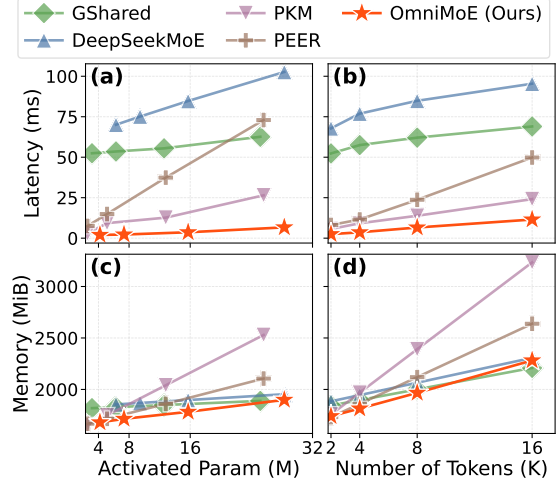 GShared PKM OmniMoE (Ours)
DeepSeekMoE PEER
(a) (b)
Latency (ms)
100
75
50
25
0
(c) (d)
Memory (MiB)
3000
2500
2000
4 8 16 32 2 4 8 16
Activated Param (M) Number of Tokens (K)